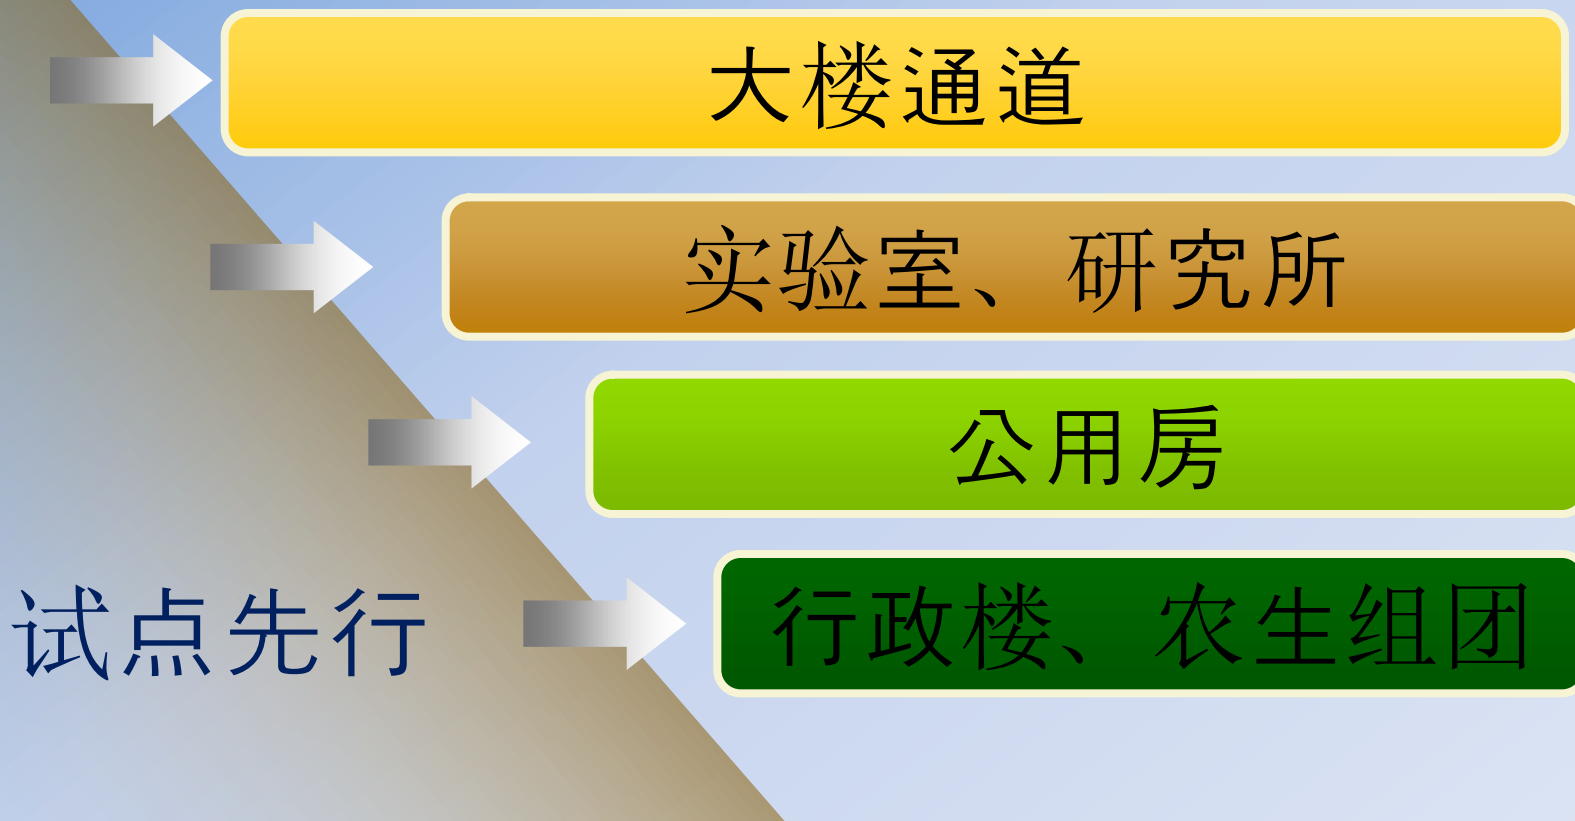 大楼通道
实验室、研究所
公用房
试点先行
行政楼、农生组团